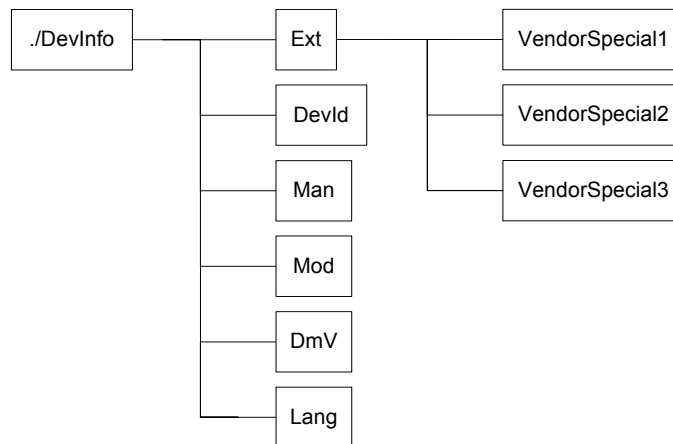 ./DevInfo
Ext
VendorSpecial1
DevId
VendorSpecial2
Man
VendorSpecial3
Mod
DmV
Lang